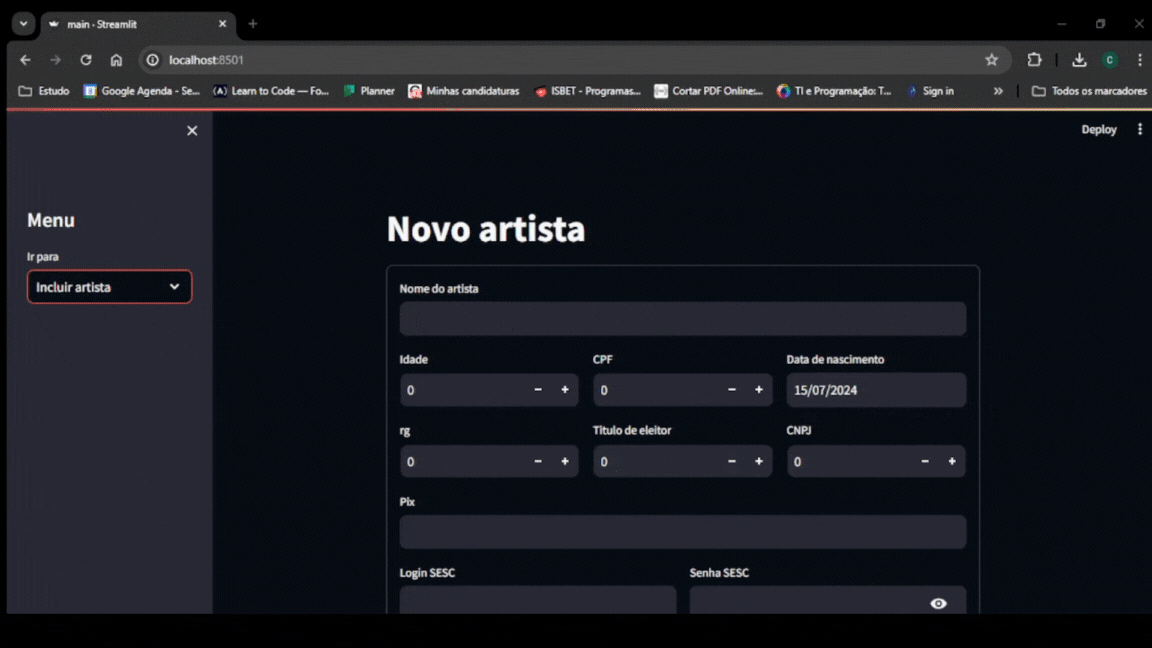 main · Streamlit
localhost:8501
Estudo Google Agenda - Se... Learn to Code — Fo... Planner Minhas candidaturas ISBET - Programas... Cortar PDF Online:... TI e Programação: T... Sign in » Todos os marcadores
Deploy
Menu
Ir para
Incluir artista
Novo artista
Nome do artista
Idade CPF Data de nascimento
0 - + 0 - + 15/07/2024
rg Titulo de eleitor CNPJ
0 - + 0 - + 0 - +
Pix
Login SESC Senha SESC